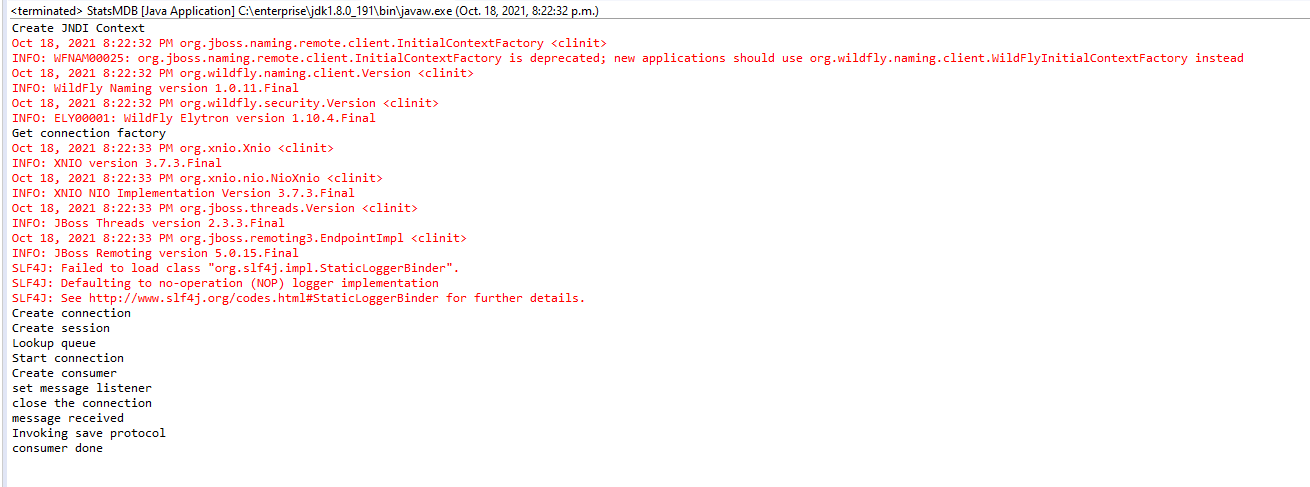 <terminated> StatsMDB [Java Application] C:\enterprise\jdk1.8.0_191\bin\javaw.exe (Oct. 18, 2021, 8:22:32 p.m.)
Create JNDI Context
Oct 18, 2021 8:22:32 PM org.jboss.naming.remote.client.InitialContextFactory <clinit>
INFO: WFNAM00025: org.jboss.naming.remote.client.InitialContextFactory is deprecated; new applications should use org.wildfly.naming.client.WildFlyInitialContextFactory instead
Oct 18, 2021 8:22:32 PM org.wildfly.naming.client.Version <clinit>
INFO: WildFly Naming version 1.0.11.Final
Oct 18, 2021 8:22:32 PM org.wildfly.security.Version <clinit>
INFO: ELY00001: WildFly Elytron version 1.10.4.Final
Get connection factory
Oct 18, 2021 8:22:33 PM org.xnio.Xnio <clinit>
INFO: XNIO version 3.7.3.Final
Oct 18, 2021 8:22:33 PM org.xnio.nio.NioXnio <clinit>
INFO: XNIO NIO Implementation Version 3.7.3.Final
Oct 18, 2021 8:22:33 PM org.jboss.threads.Version <clinit>
INFO: JBoss Threads version 2.3.3.Final
Oct 18, 2021 8:22:33 PM org.jboss.remoting3.EndpointImpl <clinit>
INFO: JBoss Remoting version 5.0.15.Final
SLF4J: Failed to load class "org.slf4j.impl.StaticLoggerBinder".
SLF4J: Defaulting to no-operation (NOP) logger implementation
SLF4J: See http://www.slf4j.org/codes.html#StaticLoggerBinder for further details.
Create connection
Create session
Lookup queue
Start connection
Create consumer
set message listener
close the connection
message received
Invoking save protocol
consumer done